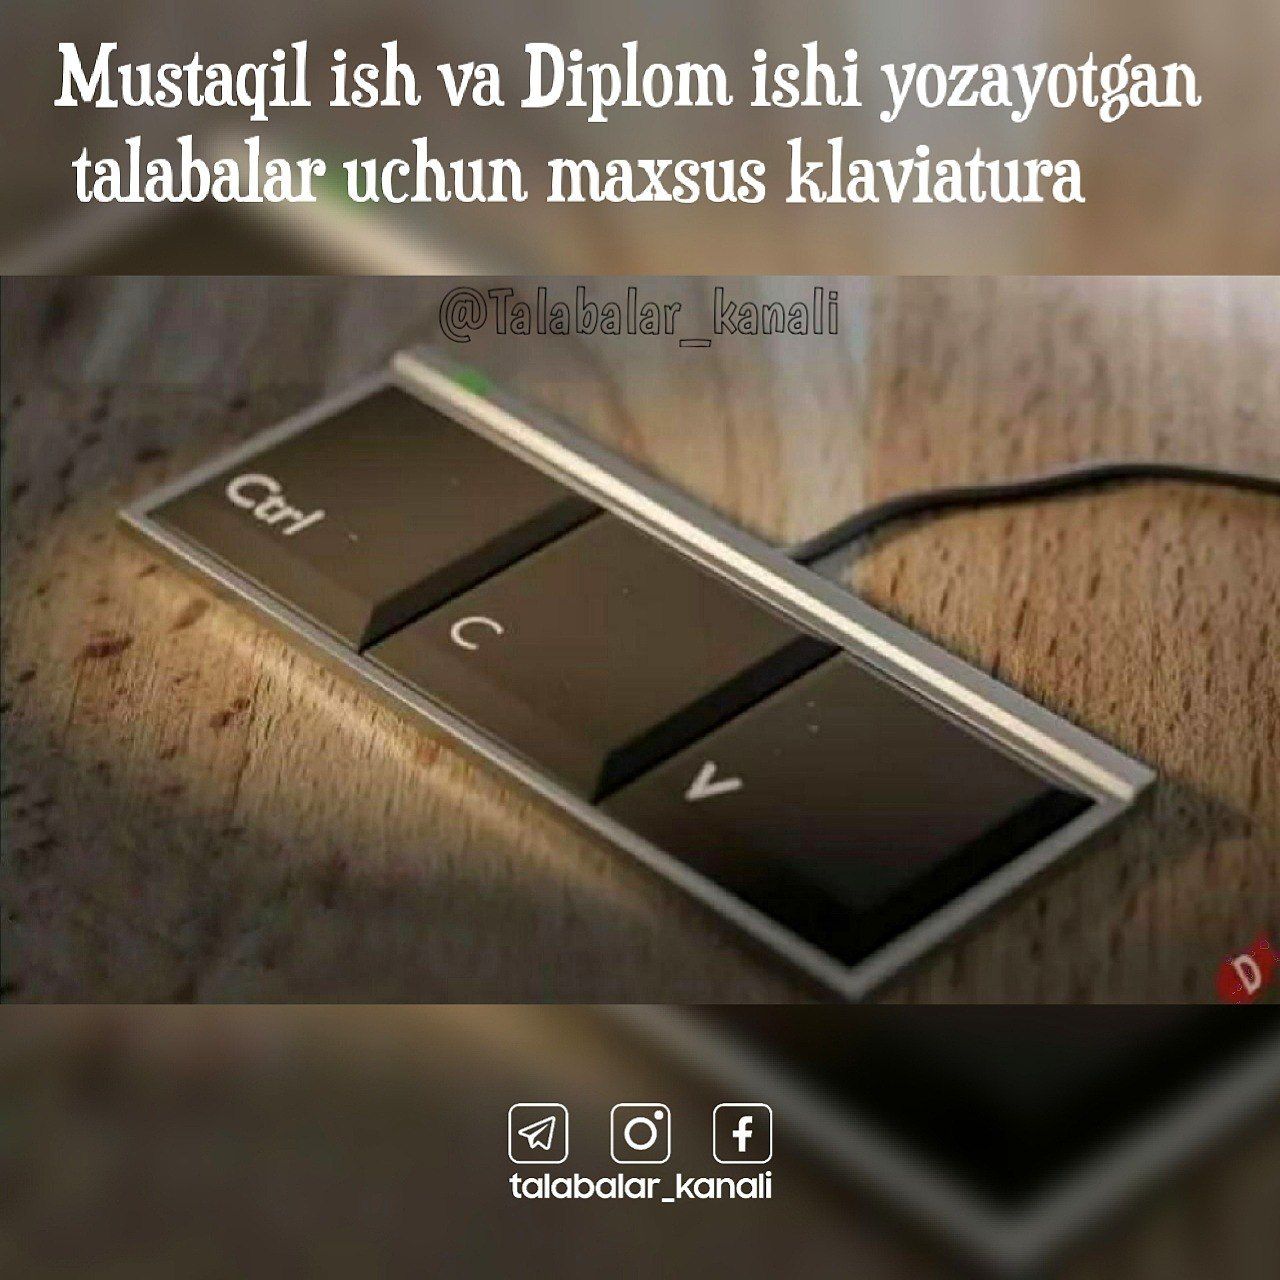 Mustaqil ish va Diplom ishi yozayotgan
talabalar uchun maxsus klaviatura
@Talabalar_kanali
Ctrl
C
V
D
talabalar_kanali